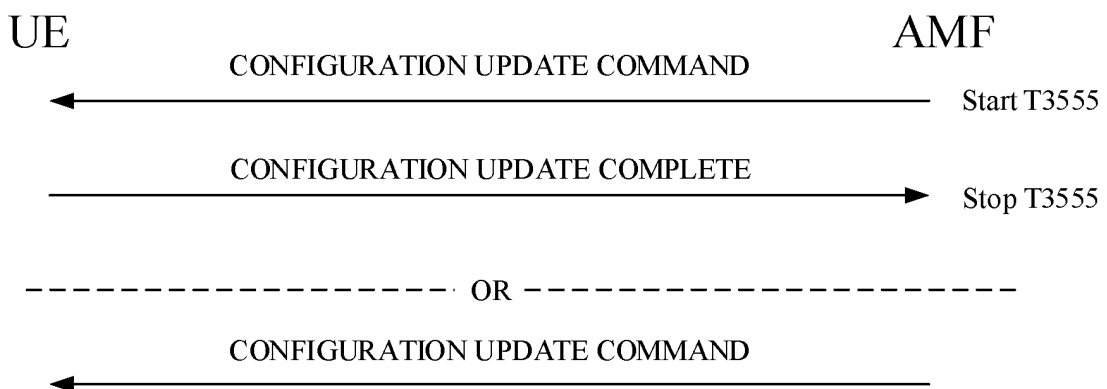 UE AMF
CONFIGURATION UPDATE COMMAND
Start T3555
CONFIGURATION UPDATE COMPLETE
Stop T3555
OR
CONFIGURATION UPDATE COMMAND